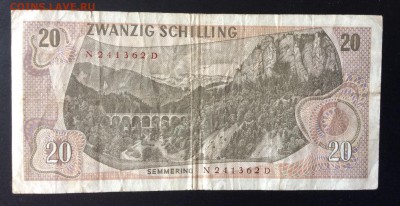 COINS.LAVE.RU
20 ZWANZIG SCHILLING 20
N 241362 D
20 SEMMERING N 241362 D 20